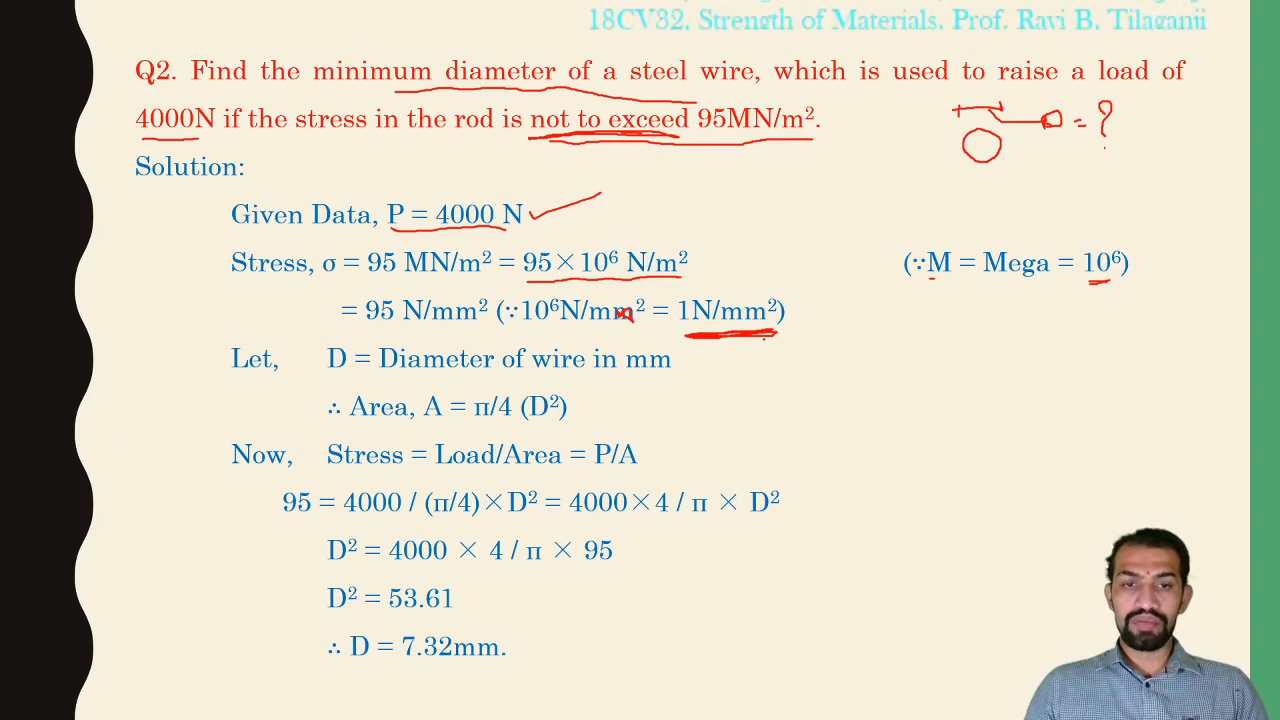 18CV32, Strength of Materials. Prof. Ravi B. Tilaganji
Q2. Find the minimum diameter of a steel wire, which is used to raise a load of
4000N if the stress in the rod is not to exceed 95MN/m². = ?
Solution:
Given Data, P = 4000 N
Stress, σ = 95 MN/m² = 95×10⁶ N/m² (∵M = Mega = 10⁶)
= 95 N/mm² (∵10⁶N/mm² = 1N/mm²)
Let, D = Diameter of wire in mm
∴ Area, A = π/4 (D²)
Now, Stress = Load/Area = P/A
95 = 4000 / (π/4)×D² = 4000×4 / π × D²
D² = 4000 × 4 / π × 95
D² = 53.61
∴ D = 7.32mm.